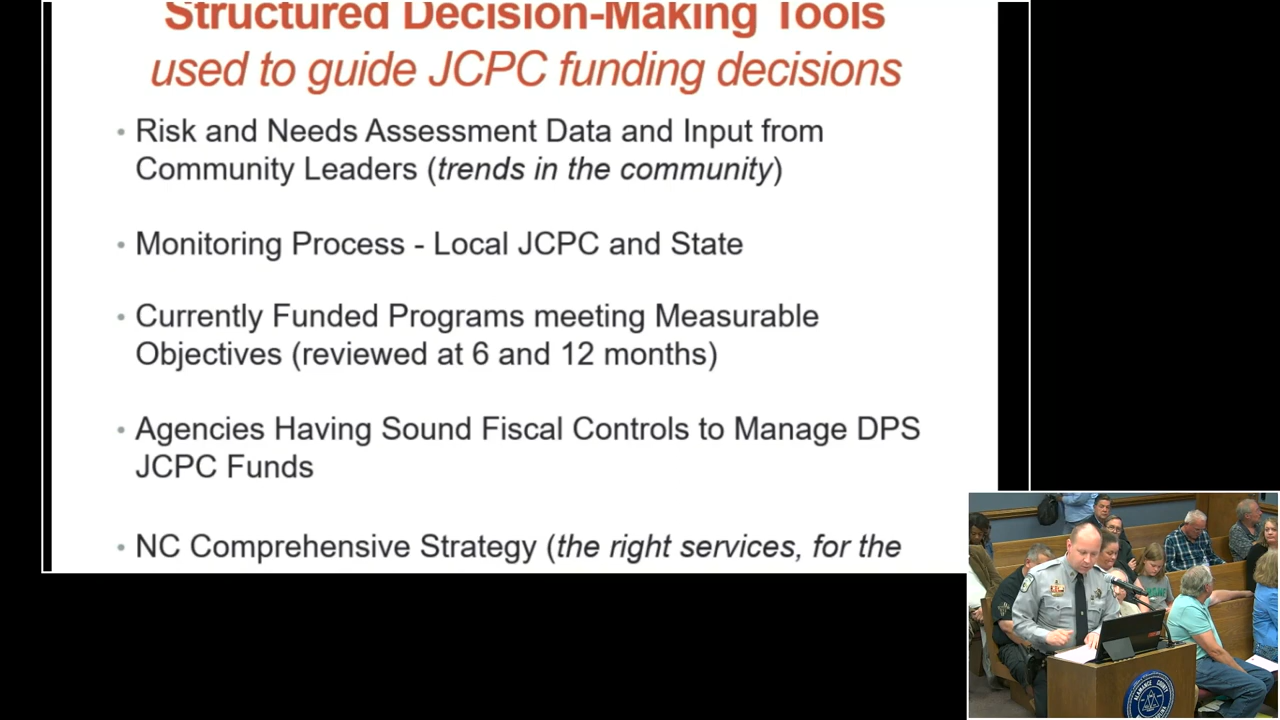 Structured Decision-Making Tools
used to guide JCPC funding decisions
• Risk and Needs Assessment Data and Input from
Community Leaders (trends in the community)
• Monitoring Process - Local JCPC and State
• Currently Funded Programs meeting Measurable
Objectives (reviewed at 6 and 12 months)
• Agencies Having Sound Fiscal Controls to Manage DPS
JCPC Funds
• NC Comprehensive Strategy (the right services, for the
ALAMANCE COUNTY